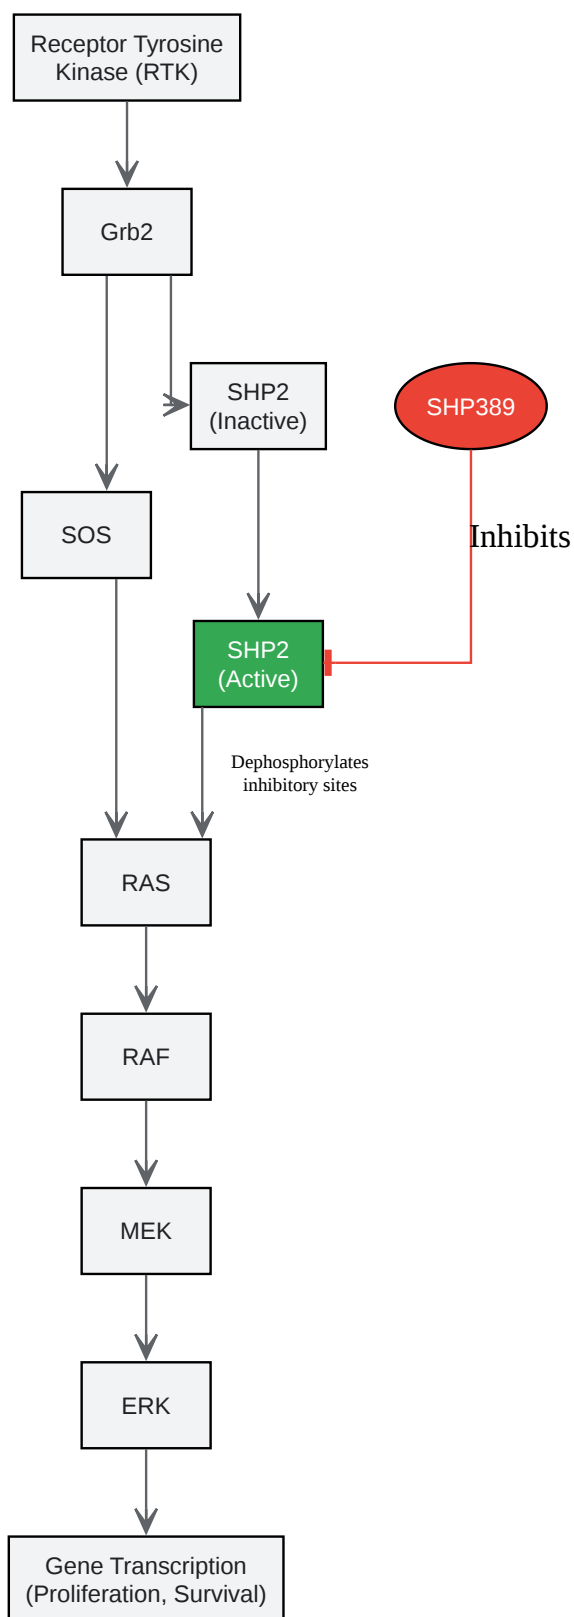 Receptor Tyrosine
Kinase (RTK)
Grb2
SHP2
(Inactive)
SHP389
SOS
Inhibits
SHP2
(Active)
Dephosphorylates
inhibitory sites
RAS
RAF
MEK
ERK
Gene Transcription
(Proliferation, Survival)